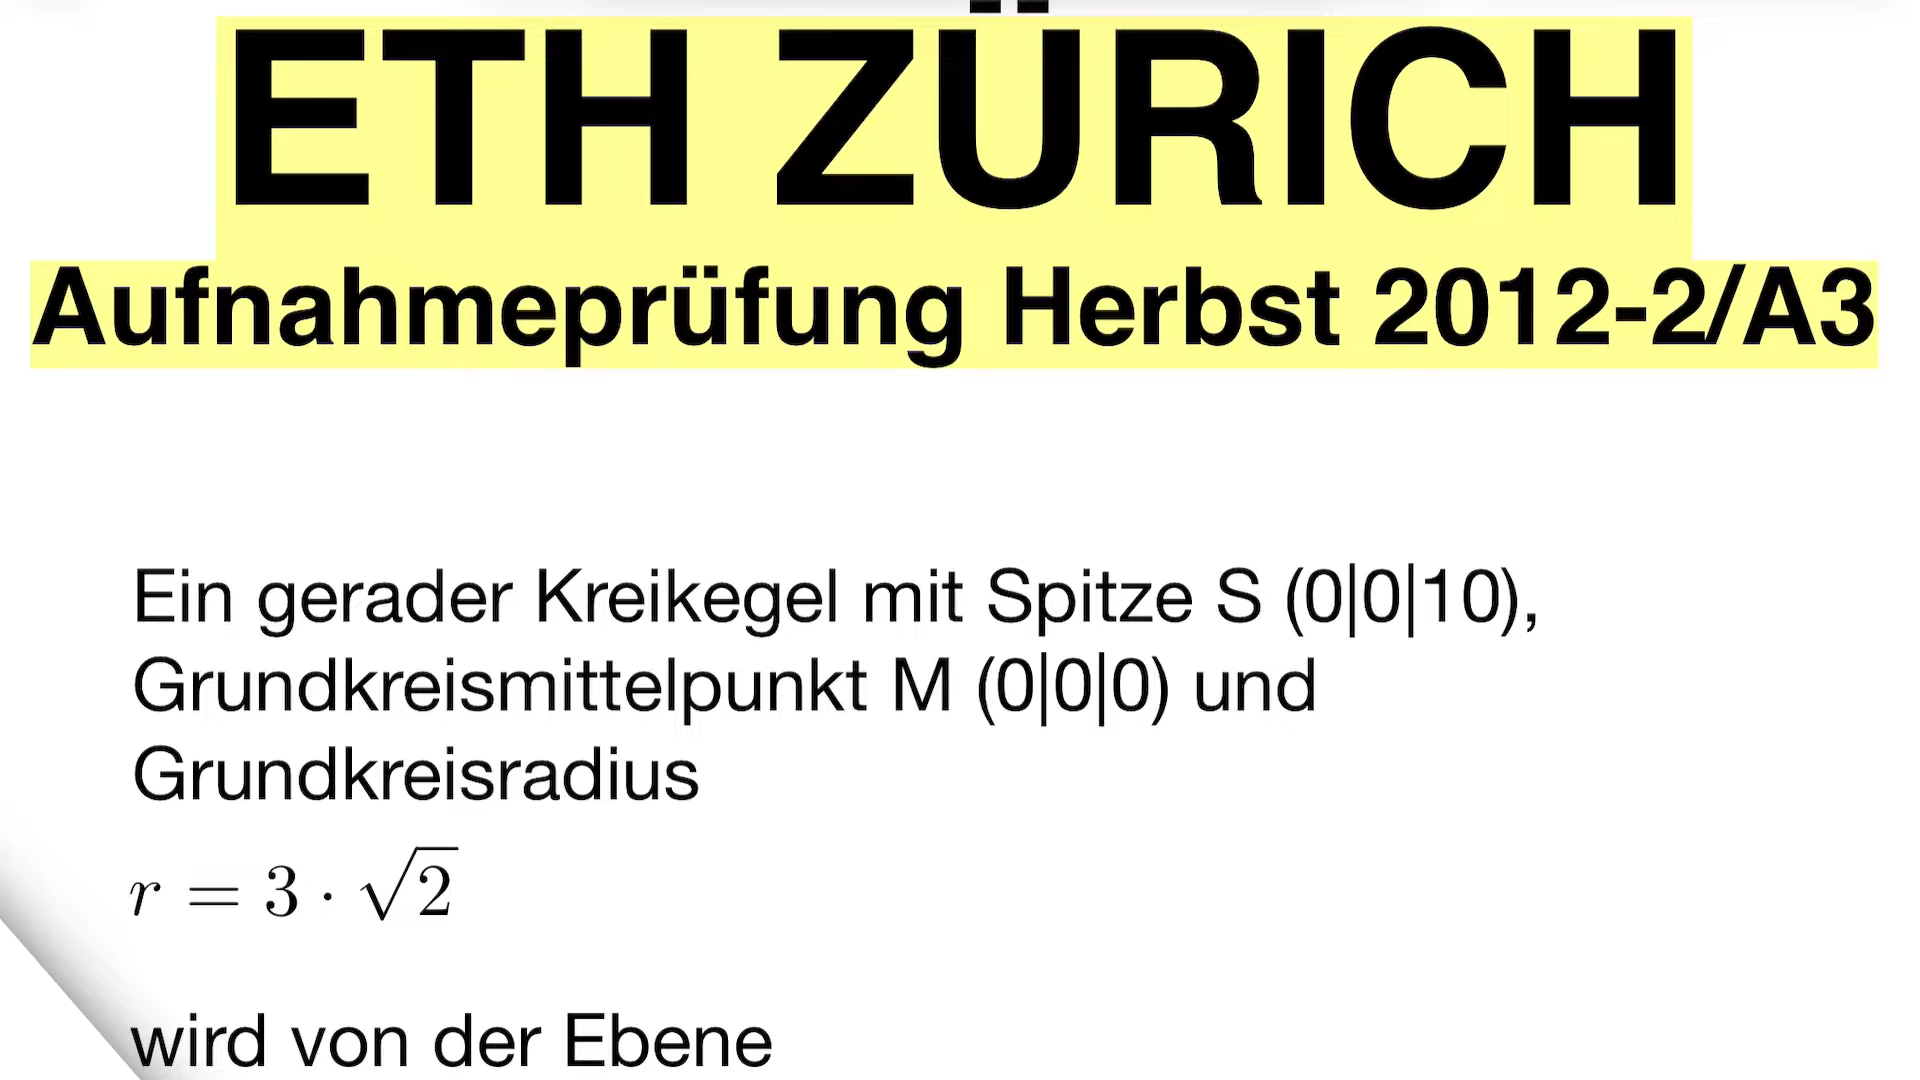 ETH ZÜRICH
Aufnahmeprüfung Herbst 2012-2/A3
Ein gerader Kreikegel mit Spitze S (0|0|10),
Grundkreismittelpunkt M (0|0|0) und
Grundkreisradius
r = 3 · √2
wird von der Ebene